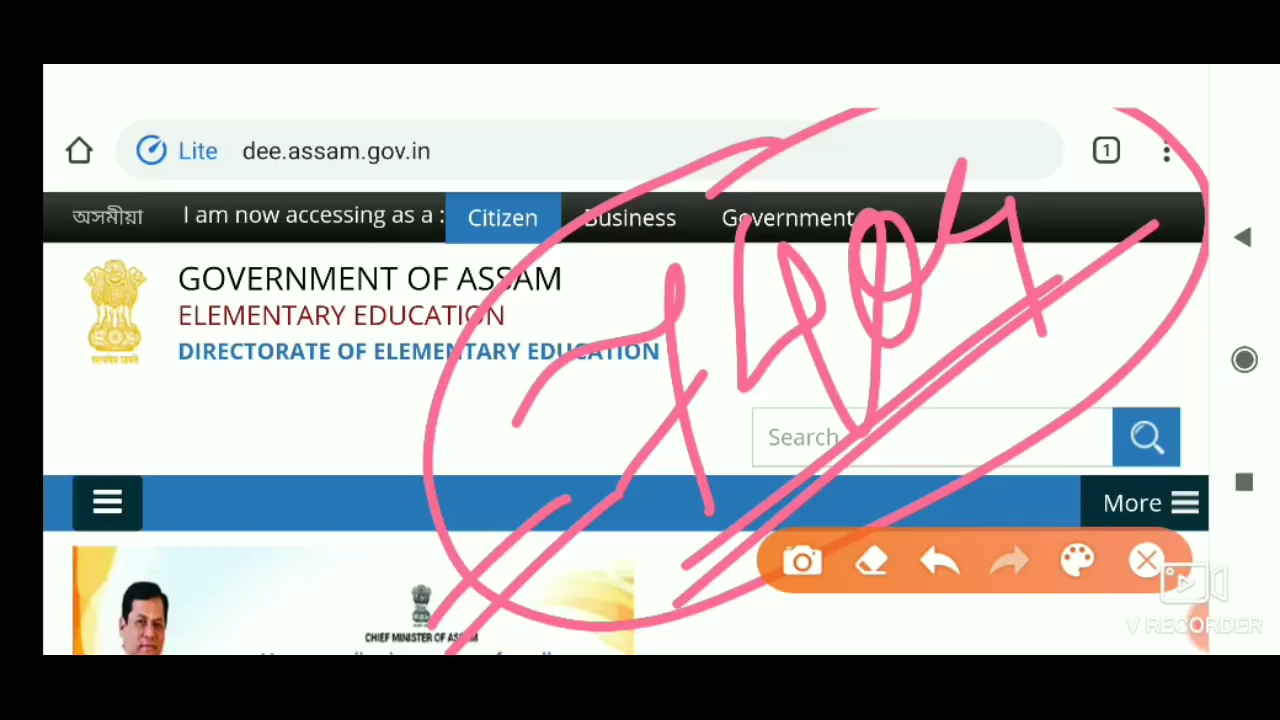 Lite dee.assam.gov.in
1
অসমীয়া I am now accessing as a : Citizen Business Government
GOVERNMENT OF ASSAM
ELEMENTARY EDUCATION
DIRECTORATE OF ELEMENTARY EDUCATION
Search
More
CHIEF MINISTER OF ASSAM
V RECORDER